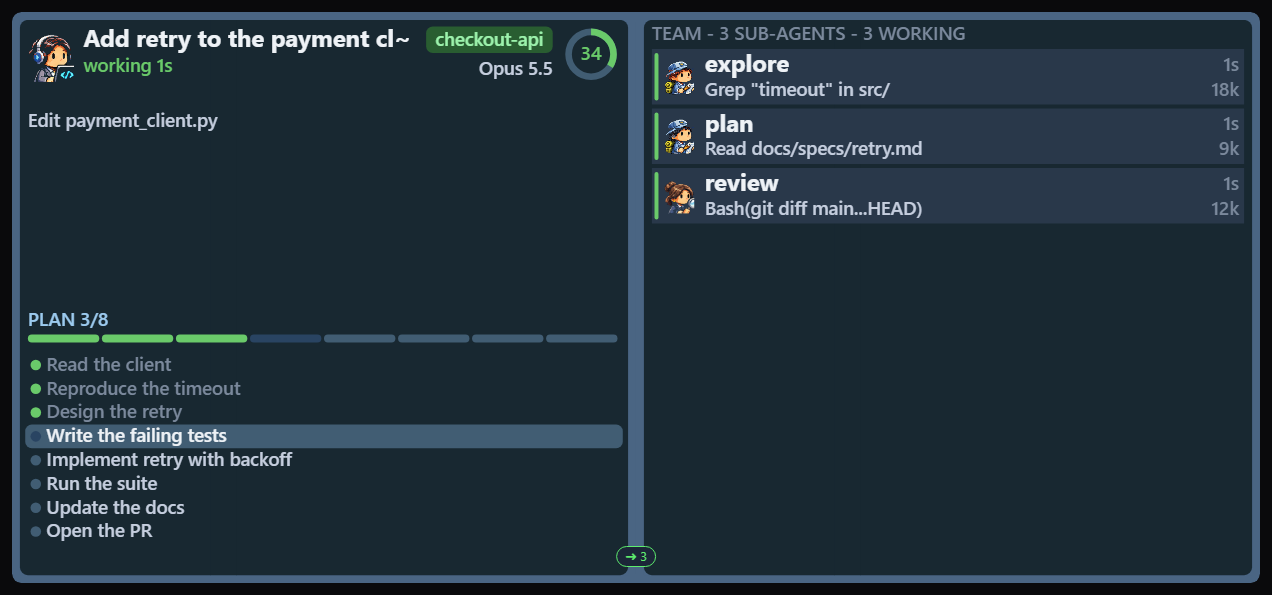 Add retry to the payment cl~
checkout-api
34
working 1s
Opus 5.5
Edit payment_client.py
PLAN 3/8
Read the client
Reproduce the timeout
Design the retry
Write the failing tests
Implement retry with backoff
Run the suite
Update the docs
Open the PR
➜ 3
TEAM - 3 SUB-AGENTS - 3 WORKING
explore
1s
Grep "timeout" in src/
18k
plan
1s
Read docs/specs/retry.md
9k
review
1s
Bash(git diff main...HEAD)
12k